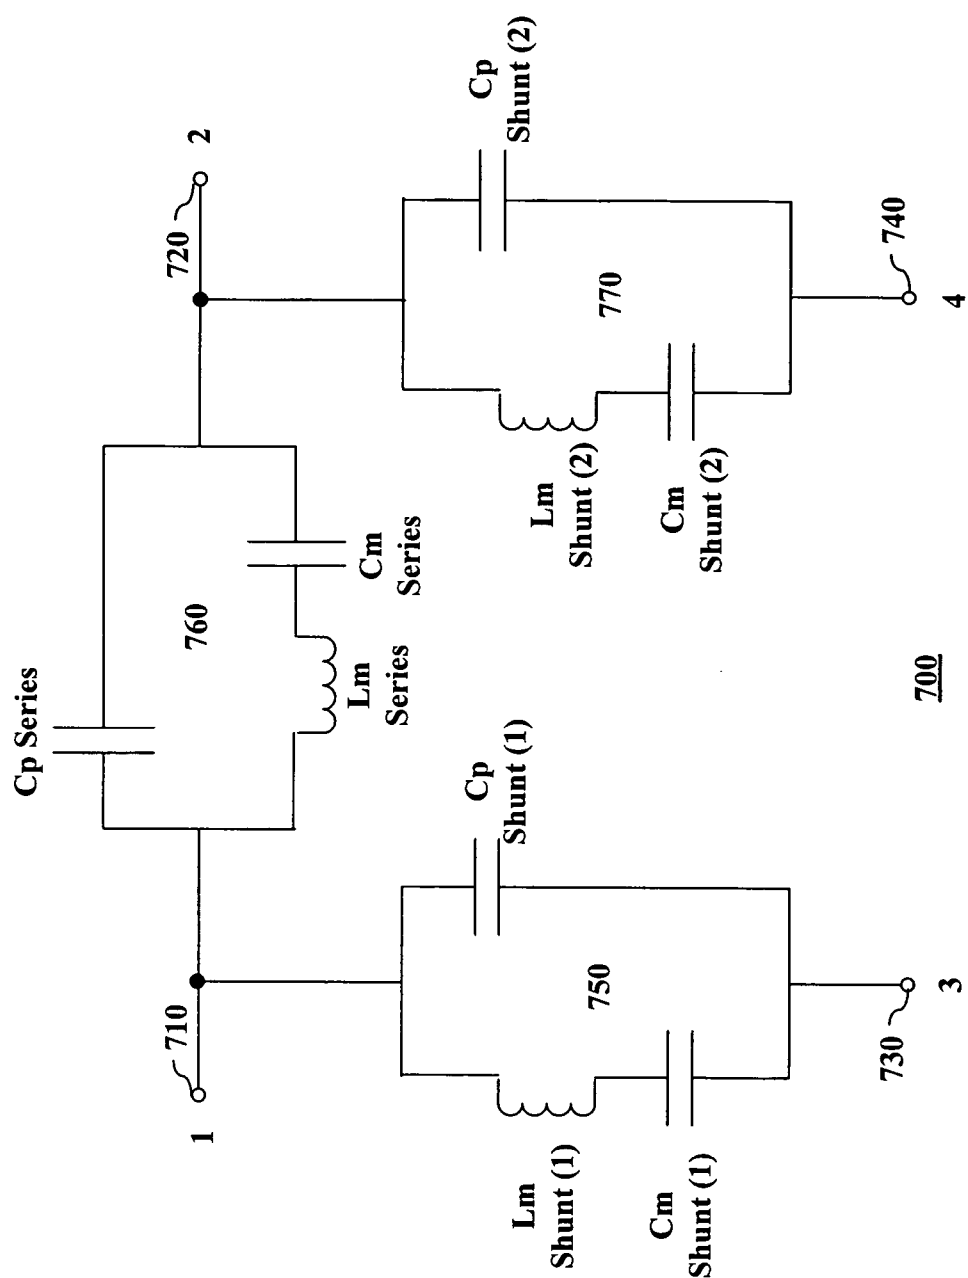 Cp Series
710
720
1
760
2
Lm
Series
Cm
Series
Cp
Shunt (1)
Cp
Shunt (2)
Lm
Shunt (1)
Lm
Shunt (2)
750
770
Cm
Shunt (1)
Cm
Shunt (2)
730
740
3
4
700